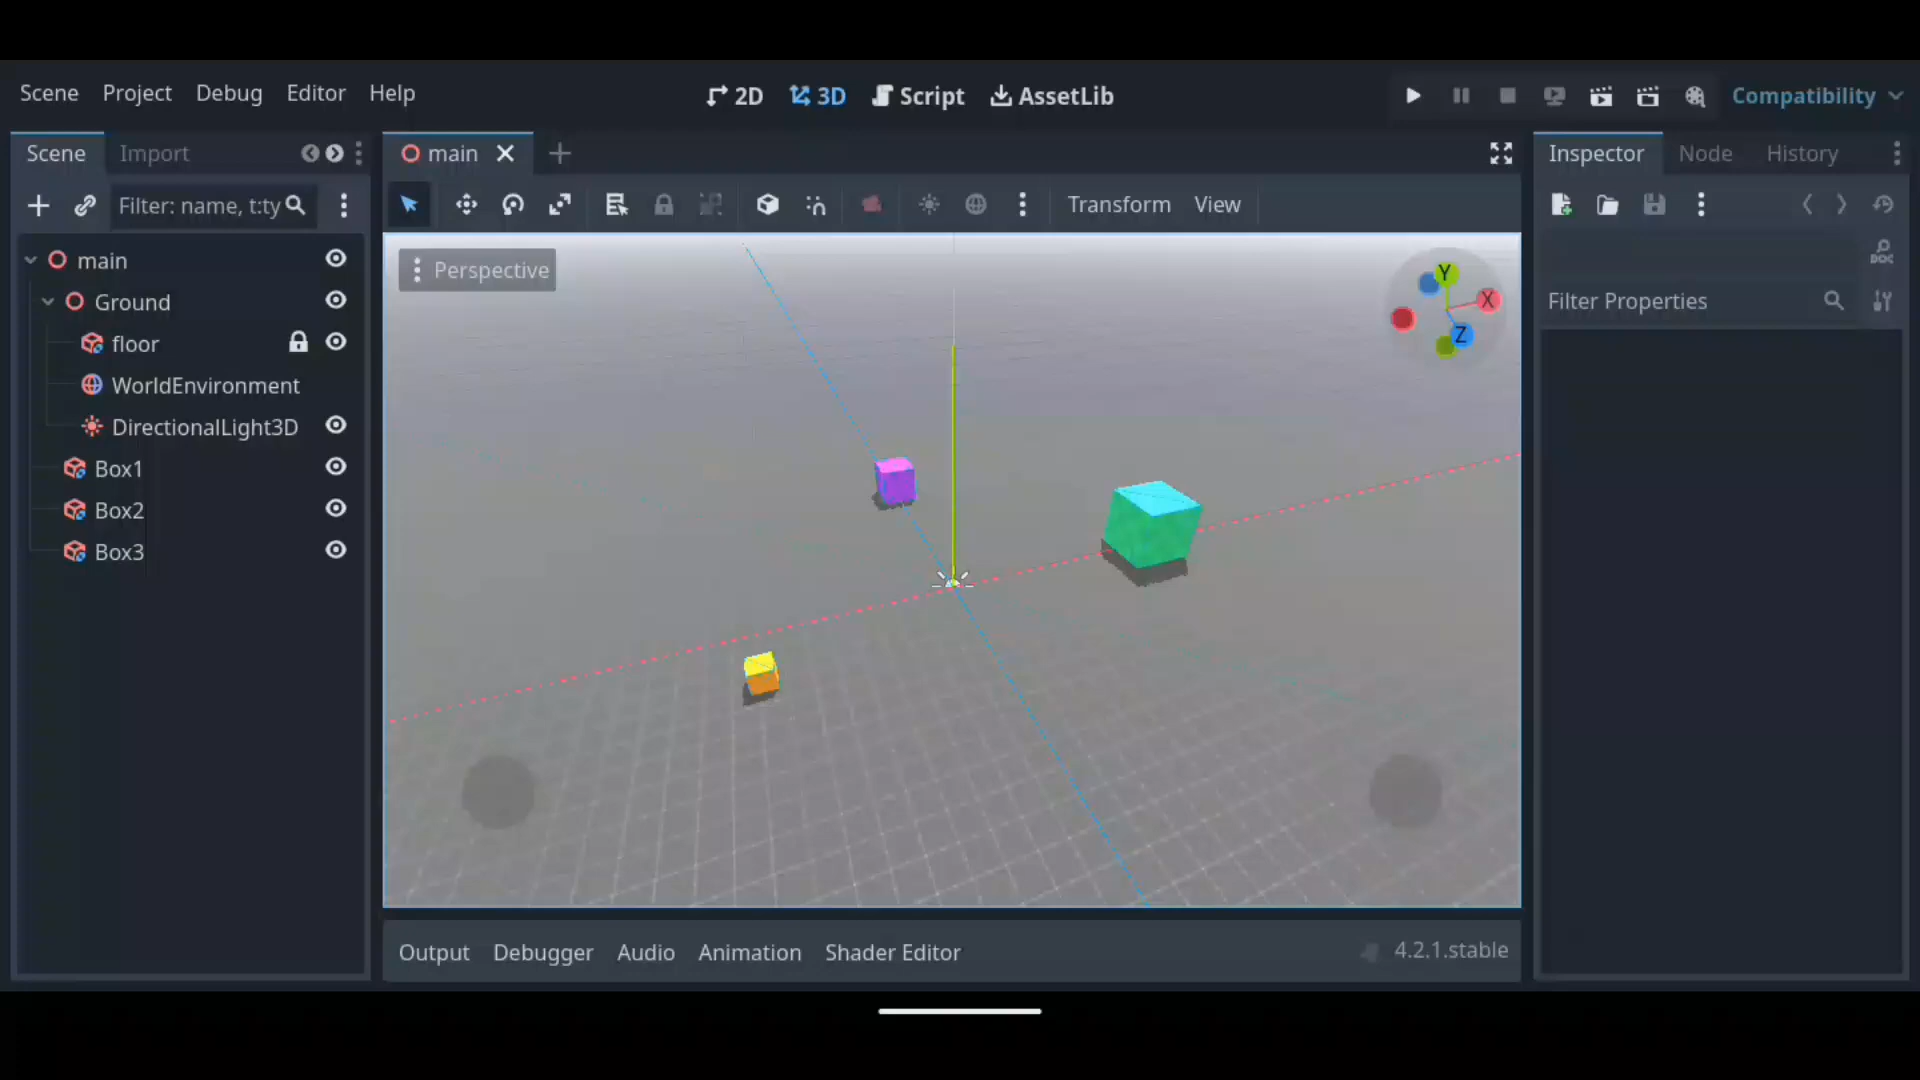 Scene Project Debug Editor Help
2D 3D Script AssetLib
Compatibility
Scene Import
Filter: name, t:ty
main
Ground
floor
WorldEnvironment
DirectionalLight3D
Box1
Box2
Box3
main
Transform View
Perspective
Y
X
Z
Output Debugger Audio Animation Shader Editor
4.2.1.stable
Inspector Node History
DOC
Filter Properties